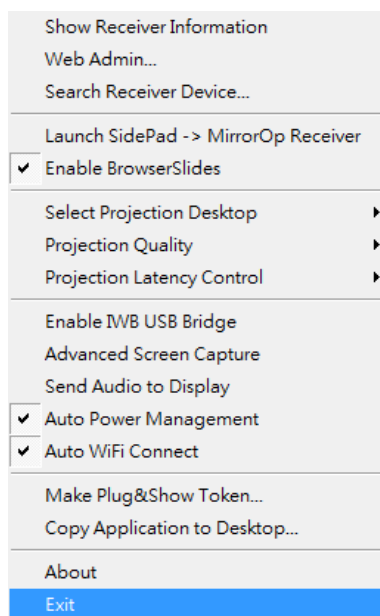 Show Receiver Information
Web Admin...
Search Receiver Device...
Launch SidePad -> MirrorOp Receiver
Enable BrowserSlides
Select Projection Desktop
Projection Quality
Projection Latency Control
Enable IWB USB Bridge
Advanced Screen Capture
Send Audio to Display
Auto Power Management
Auto WiFi Connect
Make Plug&Show Token...
Copy Application to Desktop...
About
Exit